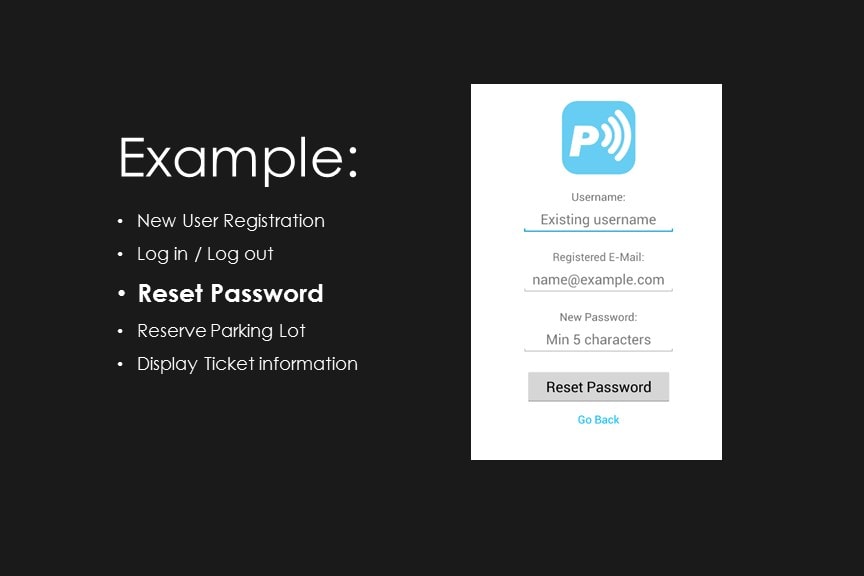 Example:
• New User Registration
• Log in / Log out
• Reset Password
• Reserve Parking Lot
• Display Ticket information
P
Username:
Existing username
Registered E-Mail:
name@example.com
New Password:
Min 5 characters
Reset Password
Go Back